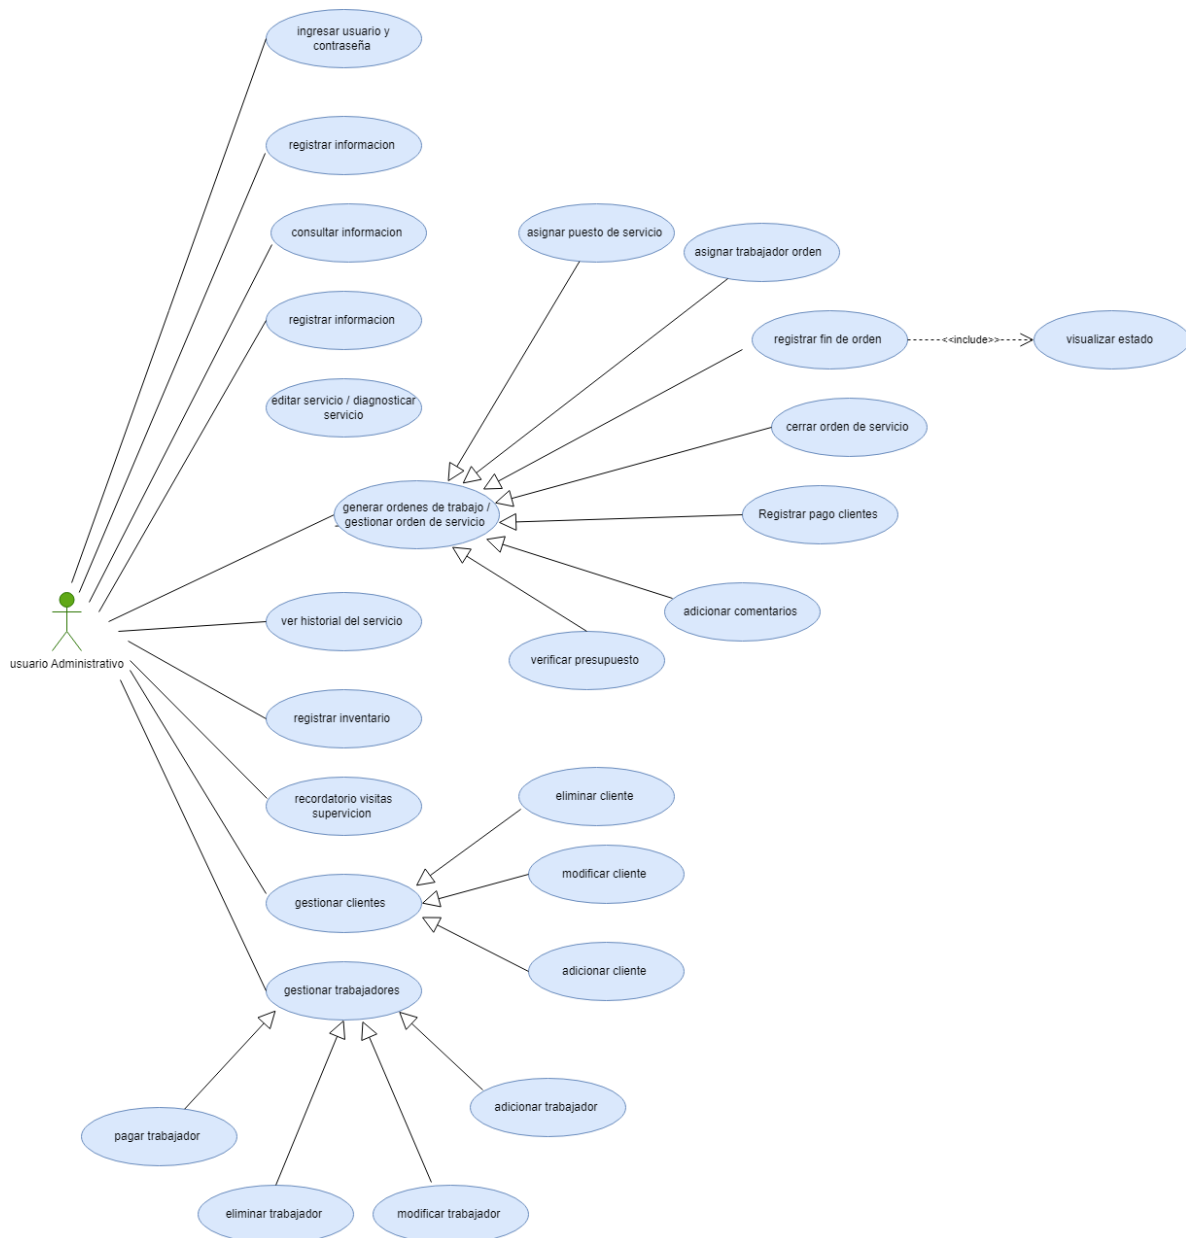 ingresar usuario y
contraseña
registrar informacion
consultar informacion
asignar puesto de servicio
asignar trabajador orden
registrar informacion
registrar fin de orden
<<include>>
visualizar estado
editar servicio / diagnosticar
servicio
cerrar orden de servicio
generar ordenes de trabajo /
gestionar orden de servicio
Registrar pago clientes
adicionar comentarios
ver historial del servicio
usuario Administrativo
verificar presupuesto
registrar inventario
recordatorio visitas
supervicion
eliminar cliente
modificar cliente
gestionar clientes
adicionar cliente
gestionar trabajadores
adicionar trabajador
pagar trabajador
eliminar trabajador
modificar trabajador